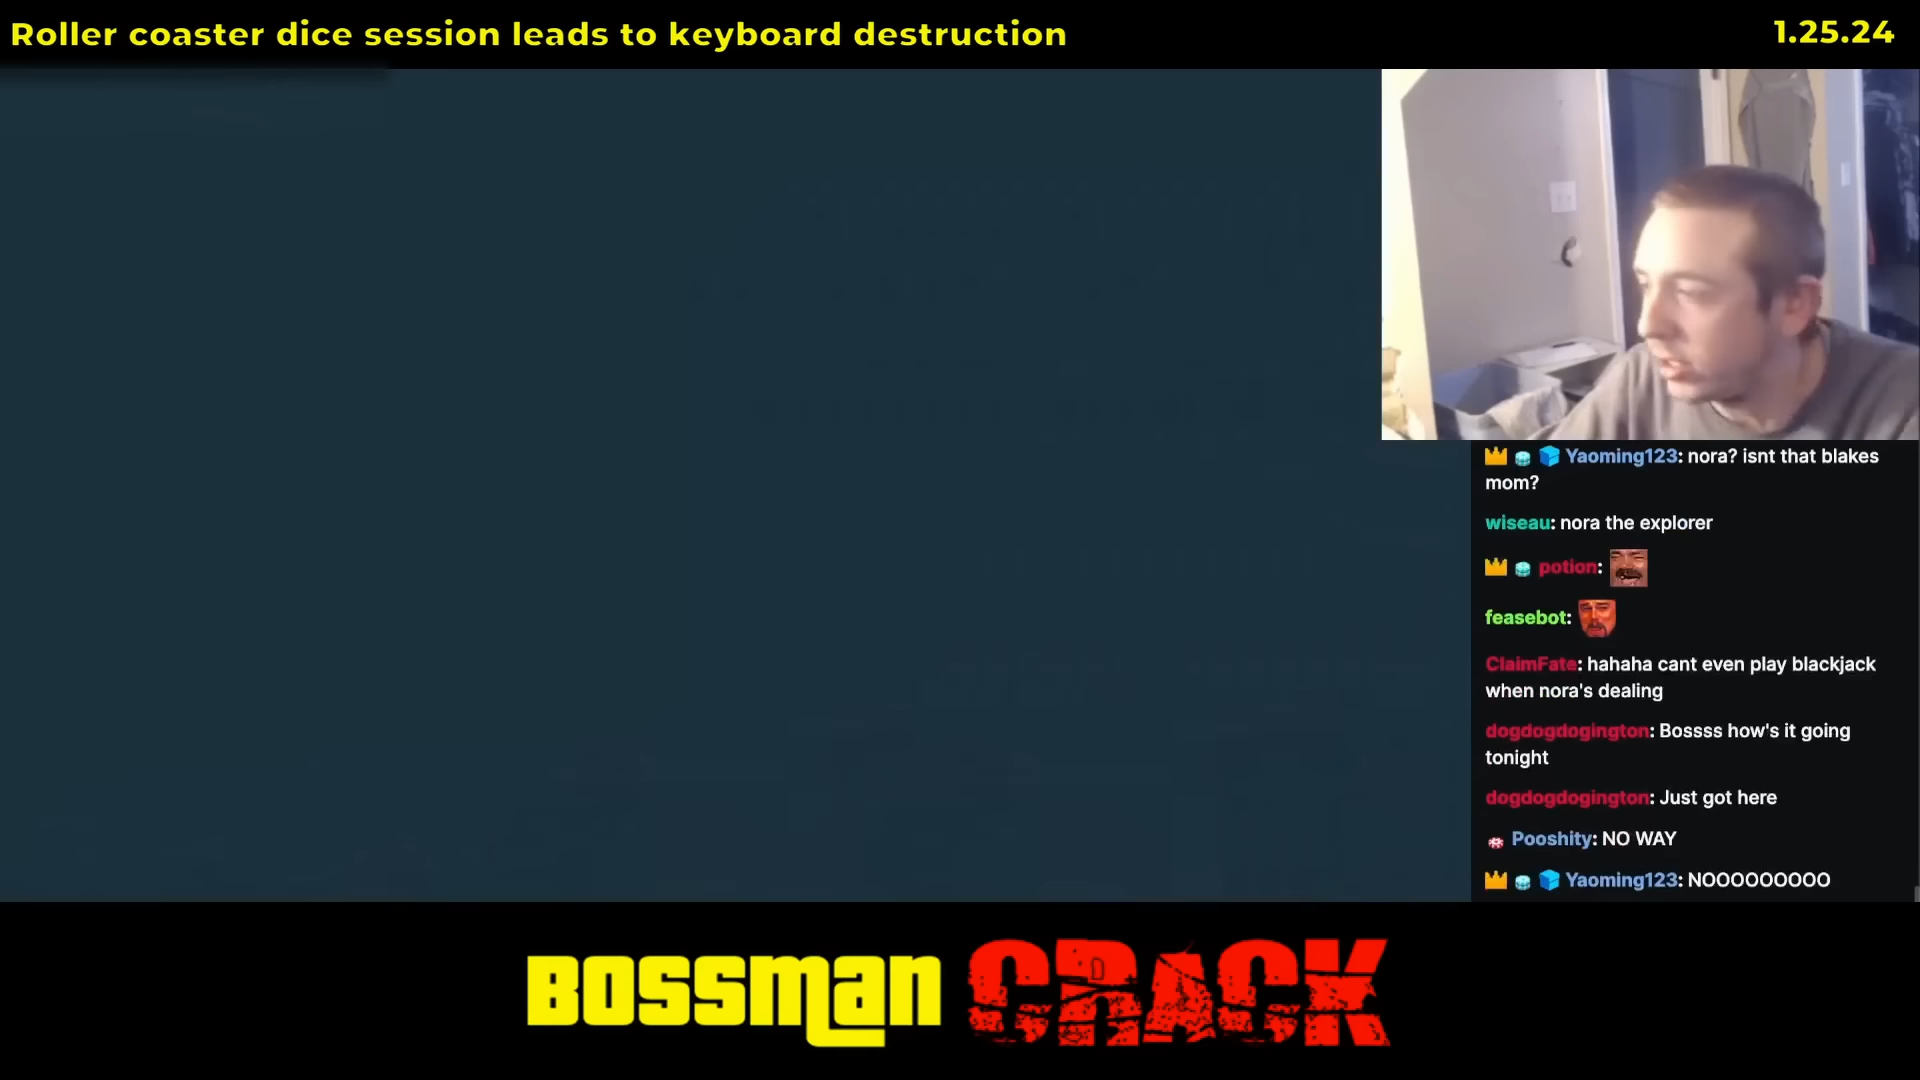 Roller coaster dice session leads to keyboard destruction
1.25.24
Yaoming123: nora? isnt that blakes
mom?
wiseau: nora the explorer
potion:
feasebot:
ClaimFate: hahaha cant even play blackjack
when nora's dealing
dogdogdogington: Bossss how's it going
tonight
dogdogdogington: Just got here
Pooshity: NO WAY
Yaoming123: NOOOOOOOOO
BOSSMAN CRACK